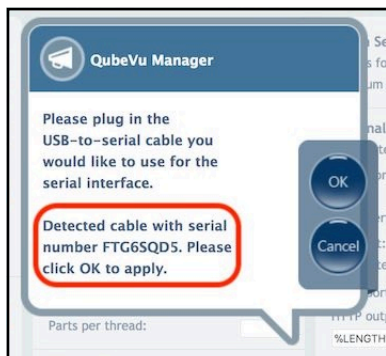 QubeVu Manager
Please plug in the
USB-to-serial cable you
would like to use for the
serial interface.
OK
Detected cable with serial
number FTG6SQD5. Please
click OK to apply.
Cancel
Parts per thread:
%LENGTH